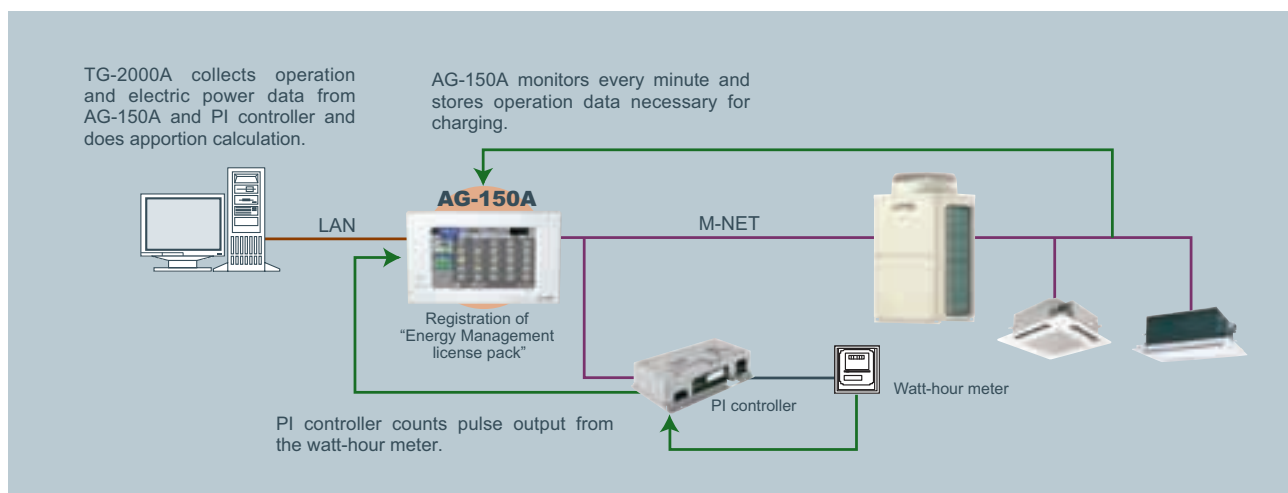 TG-2000A collects operation
and electric power data from
AG-150A and PI controller and
does apportion calculation.
AG-150A monitors every minute and
stores operation data necessary for
charging.
AG-150A
LAN
M-NET
Registration of
“Energy Management
license pack”
PI controller
Watt-hour meter
PI controller counts pulse output from
the watt-hour meter.